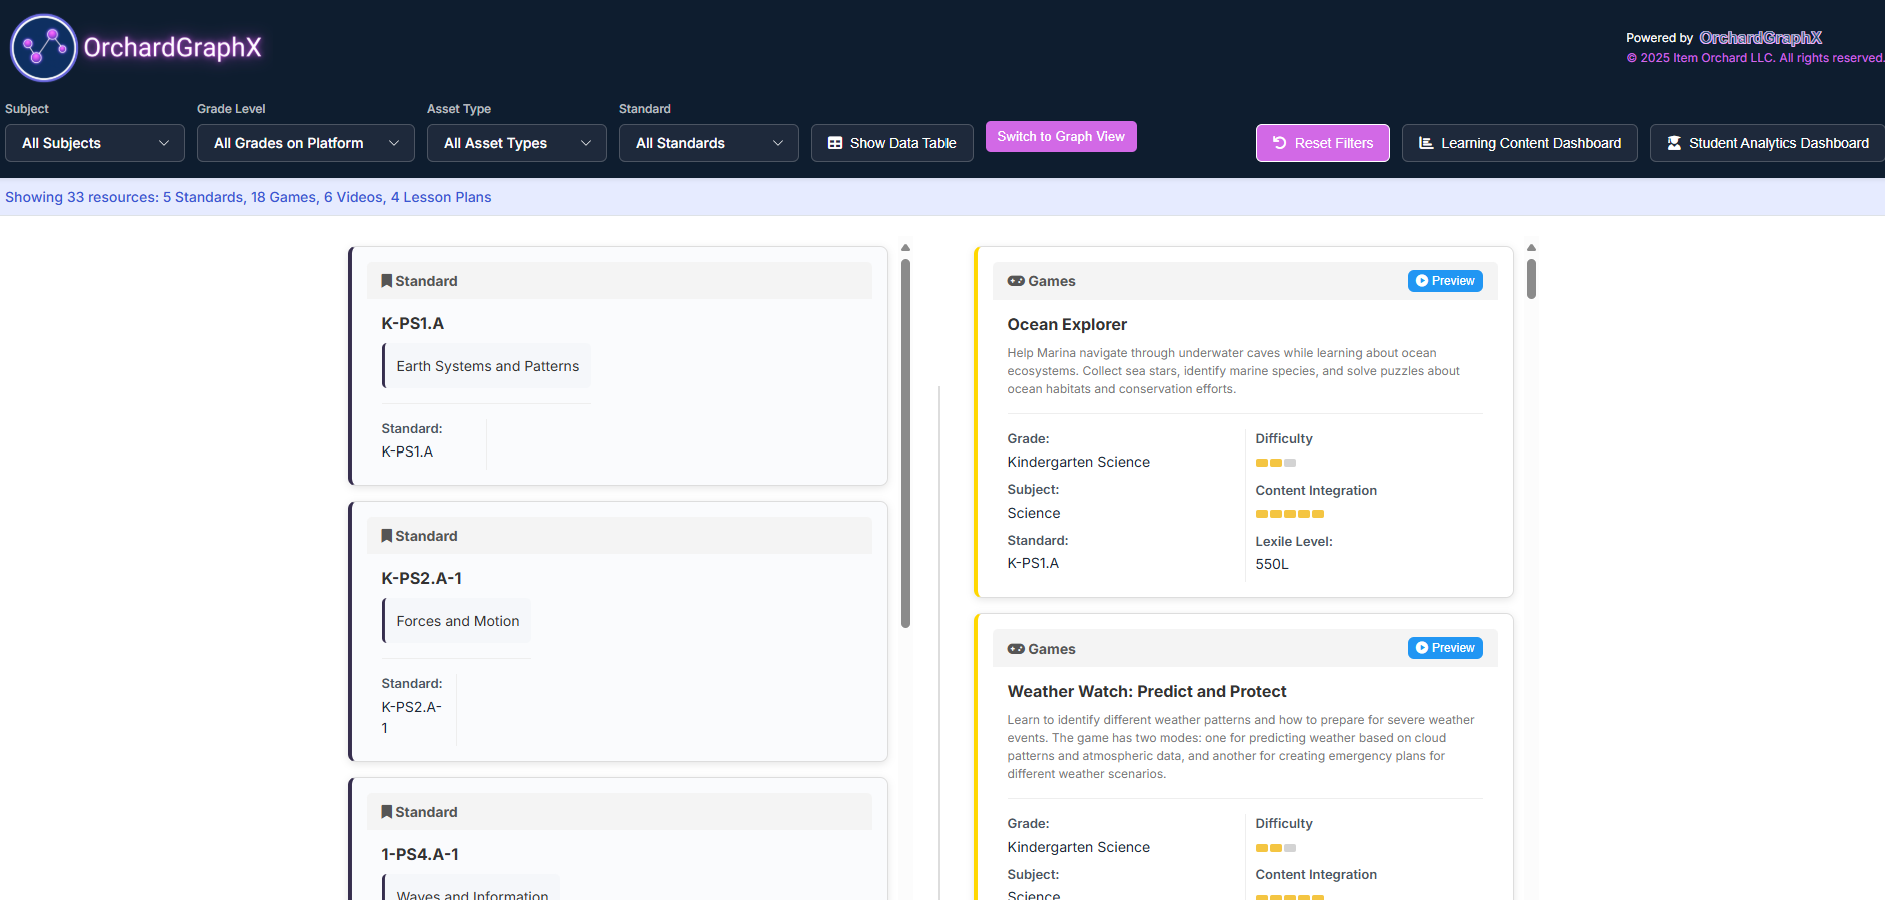 OrchardGraphX
Powered by OrchardGraphX
© 2025 Item Orchard LLC. All rights reserved.
Subject
Grade Level
Asset Type
Standard
All Subjects
All Grades on Platform
All Asset Types
All Standards
Show Data Table
Switch to Graph View
Reset Filters
Learning Content Dashboard
Student Analytics Dashboard
Showing 33 resources: 5 Standards, 18 Games, 6 Videos, 4 Lesson Plans
Standard
K-PS1.A
Earth Systems and Patterns
Standard:
K-PS1.A
Standard
K-PS2.A-1
Forces and Motion
Standard:
K-PS2.A-
1
Standard
1-PS4.A-1
Waves and Information
Games
Preview
Ocean Explorer
Help Marina navigate through underwater caves while learning about ocean
ecosystems. Collect sea stars, identify marine species, and solve puzzles about
ocean habitats and conservation efforts.
Grade:
Kindergarten Science
Subject:
Science
Standard:
K-PS1.A
Difficulty
Content Integration
Lexile Level:
550L
Games
Preview
Weather Watch: Predict and Protect
Learn to identify different weather patterns and how to prepare for severe weather
events. The game has two modes: one for predicting weather based on cloud
patterns and atmospheric data, and another for creating emergency plans for
different weather scenarios.
Grade:
Kindergarten Science
Subject:
Science
Difficulty
Content Integration